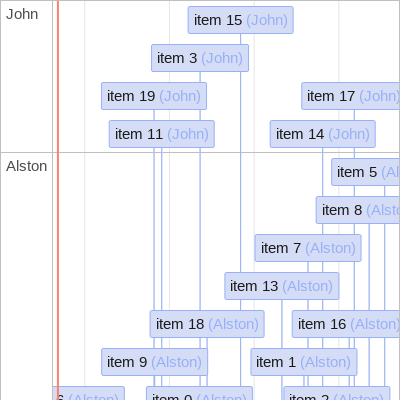 John
item 15 (John)
item 3 (John)
item 19 (John)
item 17 (John)
item 11 (John)
item 14 (John)
Alston
item 5 (Al
item 8 (Alsto
item 7 (Alston)
item 13 (Alston)
item 18 (Alston)
item 16 (Alston)
item 9 (Alston)
item 1 (Alston)
6 (Alston)
item 0 (Alston)
item 2 (Alston)